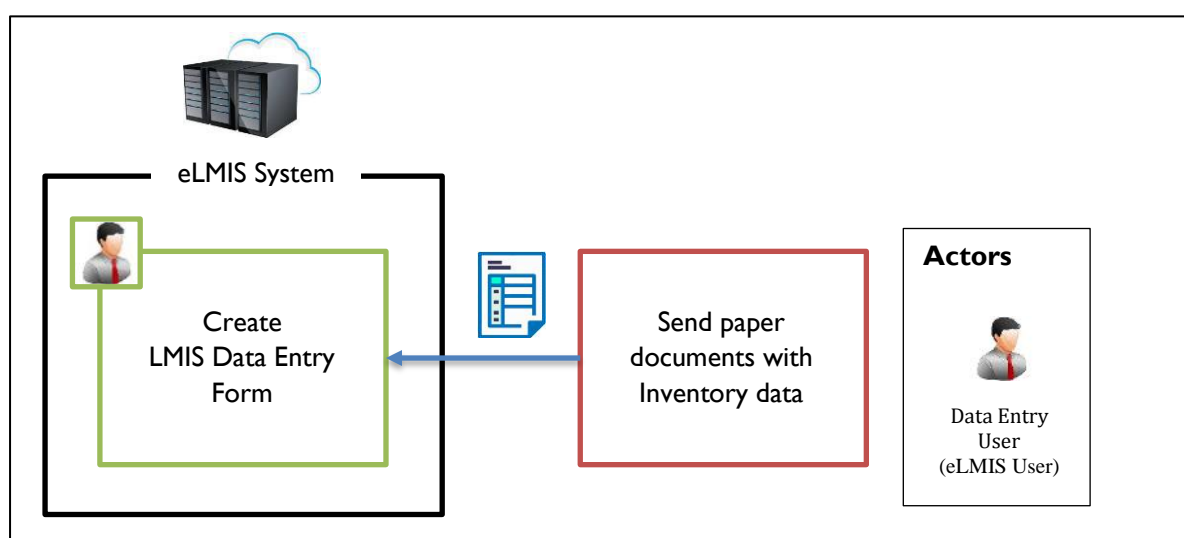 eLMIS System
Create
LMIS Data Entry
Form
Send paper
documents with
Inventory data
Actors
Data Entry
User
(eLMIS User)